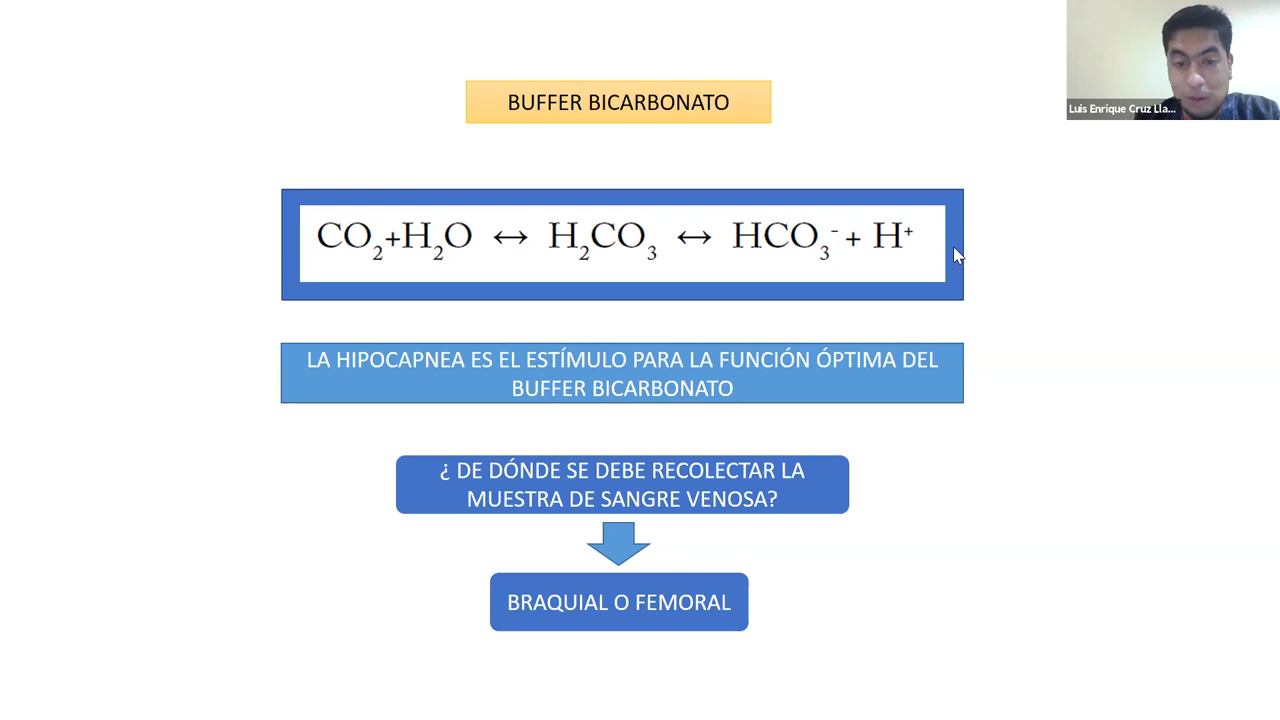 BUFFER BICARBONATO
CO₂+H₂O ↔ H₂CO₃ ↔ HCO₃⁻ + H⁺
LA HIPOCAPNEA ES EL ESTÍMULO PARA LA FUNCIÓN ÓPTIMA DEL
BUFFER BICARBONATO
¿ DE DÓNDE SE DEBE RECOLECTAR LA
MUESTRA DE SANGRE VENOSA?
BRAQUIAL O FEMORAL
Luis Enrique Cruz Lla...